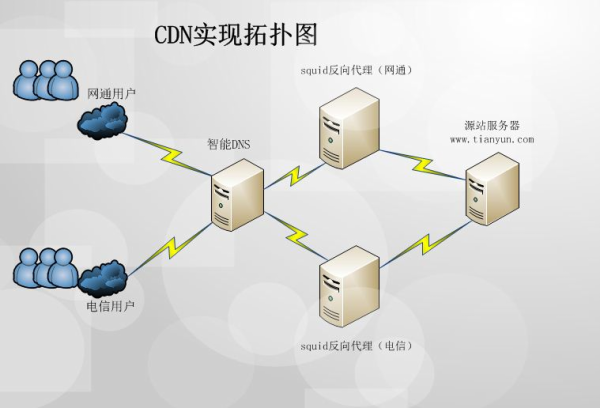 CDN实现拓扑图
squid反向代理（网通）
网通用户
源站服务器
www.tianyun.com
智能DNS
电信用户
squid反向代理（电信）